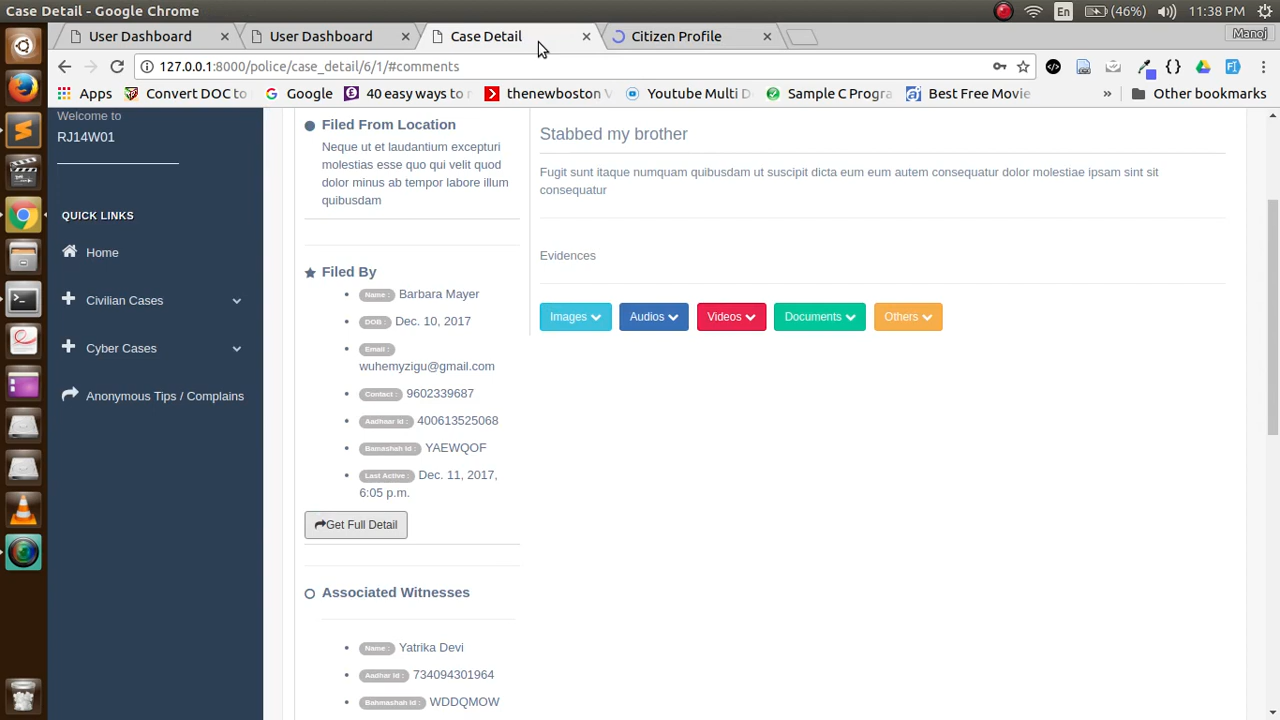 Case Detail - Google Chrome
En (46%) 11:38 PM
User Dashboard User Dashboard Case Detail Citizen Profile Manoj
127.0.0.1:8000/police/case_detail/6/1/#comments
Apps Convert DOC to Google 40 easy ways to thenewboston V Youtube Multi D Sample C Progra Best Free Movie » Other bookmarks
Welcome to
RJ14W01
QUICK LINKS
Home
Civilian Cases
Cyber Cases
Anonymous Tips / Complains
Filed From Location
Neque ut et laudantium excepturi
molestias esse quo qui velit quod
dolor minus ab tempor labore illum
quibusdam
Filed By
Name : Barbara Mayer
DOB : Dec. 10, 2017
Email :
wuhemyzigu@gmail.com
Contact : 9602339687
Aadhaar Id : 400613525068
Bamashah Id : YAEWQOF
Last Active : Dec. 11, 2017,
6:05 p.m.
Get Full Detail
Associated Witnesses
Name : Yatrika Devi
Aadhar Id : 734094301964
Bahmashah Id : WDDQMOW
Stabbed my brother
Fugit sunt itaque numquam quibusdam ut suscipit dicta eum eum autem consequatur dolor molestiae ipsam sint sit
consequatur
Evidences
Images Audios Videos Documents Others